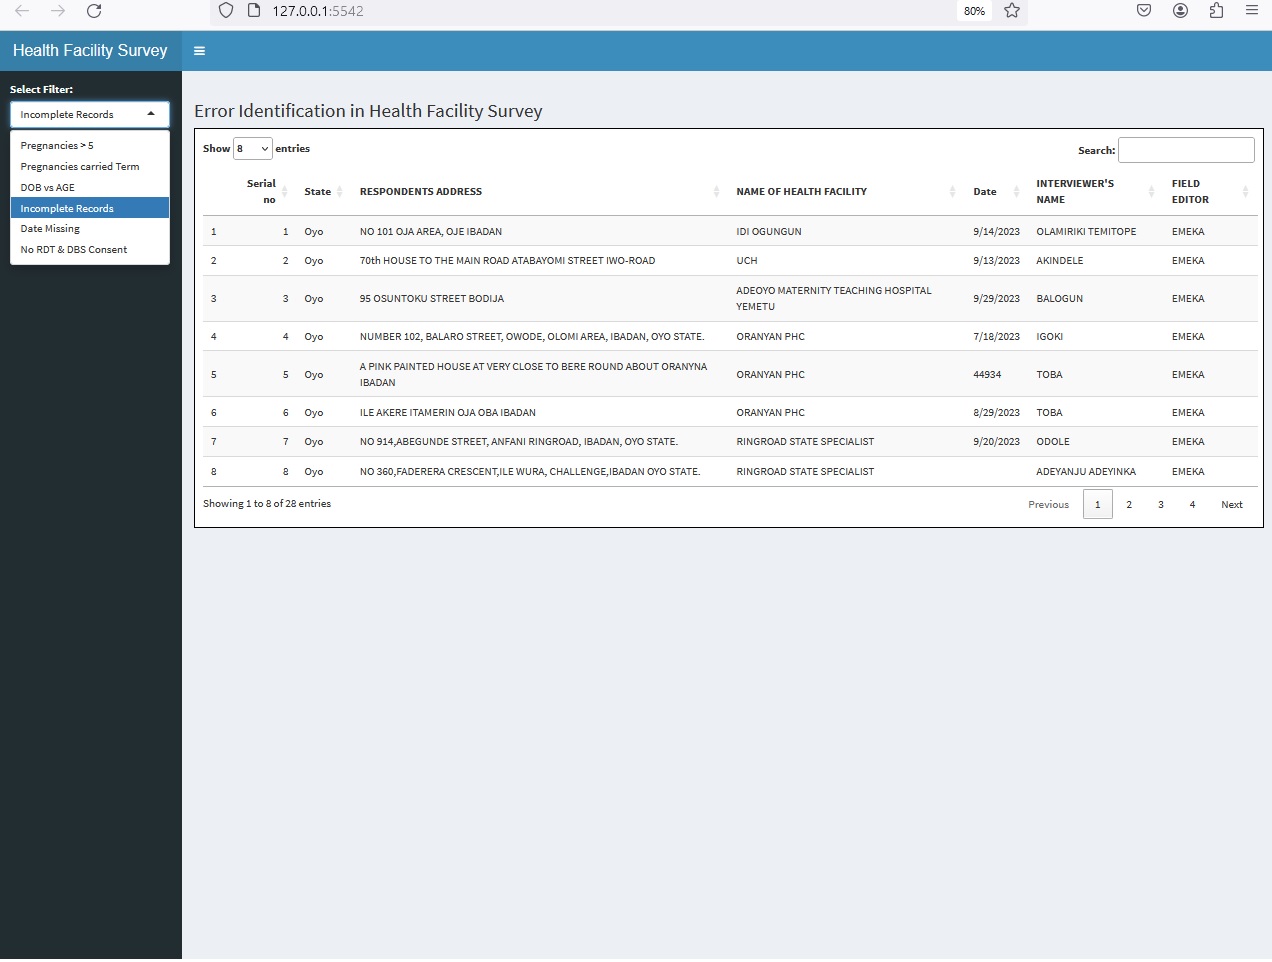 127.0.0.1:5542
80%
Health Facility Survey
Select Filter:
Incomplete Records
Pregnancies > 5
Pregnancies carried Term
DOB vs AGE
Incomplete Records
Date Missing
No RDT & DBS Consent
Error Identification in Health Facility Survey
Show 8 entries
Search:
Serial no State RESPONDENTS ADDRESS NAME OF HEALTH FACILITY Date INTERVIEWER'S NAME FIELD EDITOR
1 1 Oyo NO 101 OJA AREA, OJE IBADAN IDI OGUNGUN 9/14/2023 OLAMIRIKI TEMITOPE EMEKA
2 2 Oyo 70th HOUSE TO THE MAIN ROAD ATABAYOMI STREET IWO-ROAD UCH 9/13/2023 AKINDELE EMEKA
3 3 Oyo 95 OSUNTOKU STREET BODIJA ADEOYO MATERNITY TEACHING HOSPITAL YEMETU 9/29/2023 BALOGUN EMEKA
4 4 Oyo NUMBER 102, BALARO STREET, OWODE, OLOMI AREA, IBADAN, OYO STATE. ORANYAN PHC 7/18/2023 IGOKI EMEKA
5 5 Oyo A PINK PAINTED HOUSE AT VERY CLOSE TO BERE ROUND ABOUT ORANYNA IBADAN ORANYAN PHC 44934 TOBA EMEKA
6 6 Oyo ILE AKERE ITAMERIN OJA OBA IBADAN ORANYAN PHC 8/29/2023 TOBA EMEKA
7 7 Oyo NO 914,ABEGUNDE STREET, ANFANI RINGROAD, IBADAN, OYO STATE. RINGROAD STATE SPECIALIST 9/20/2023 ODOLE EMEKA
8 8 Oyo NO 360,FADERERA CRESCENT,ILE WURA, CHALLENGE,IBADAN OYO STATE. RINGROAD STATE SPECIALIST ADEYANJU ADEYINKA EMEKA
Showing 1 to 8 of 28 entries
Previous 1 2 3 4 Next